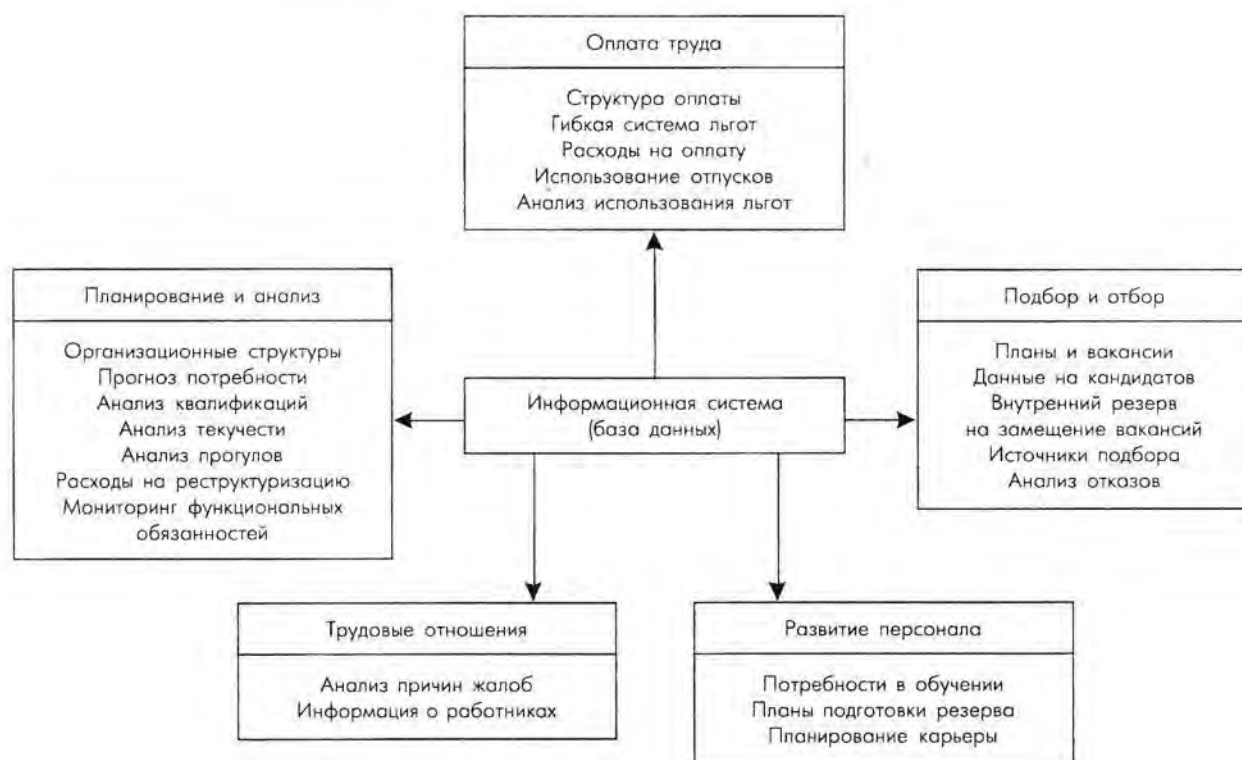 Оплата труда
Структура оплаты
Гибкая система льгот
Расходы на оплату
Использование отпусков
Анализ использования льгот
Планирование и анализ
Организационные структуры
Прогноз потребности
Анализ квалификаций
Анализ текучести
Анализ прогулов
Расходы на реструктуризацию
Мониторинг функциональных
обязанностей
Информационная система
(база данных)
Подбор и отбор
Планы и вакансии
Данные на кандидатов
Внутренний резерв
на замещение вакансий
Источники подбора
Анализ отказов
Трудовые отношения
Анализ причин жалоб
Информация о работниках
Развитие персонала
Потребности в обучении
Планы подготовки резерва
Планирование карьеры